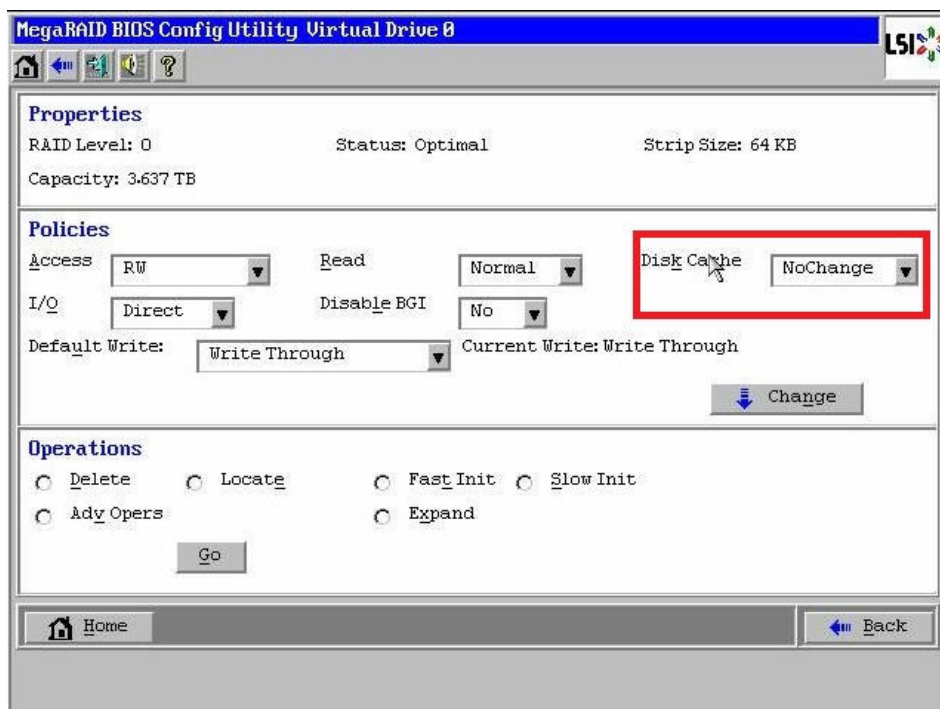 MegaRAID BIOS Config Utility Virtual Drive 0
LSI
Properties
RAID Level: 0 Status: Optimal Strip Size: 64 KB
Capacity: 3.637 TB
Policies
Access RW Read Normal Disk Cache NoChange
I/O Direct Disable BGI No
Default Write: Write Through Current Write: Write Through
Change
Operations
Delete Locate Fast Init Slow Init
Adv Opers Expand
Go
Home Back